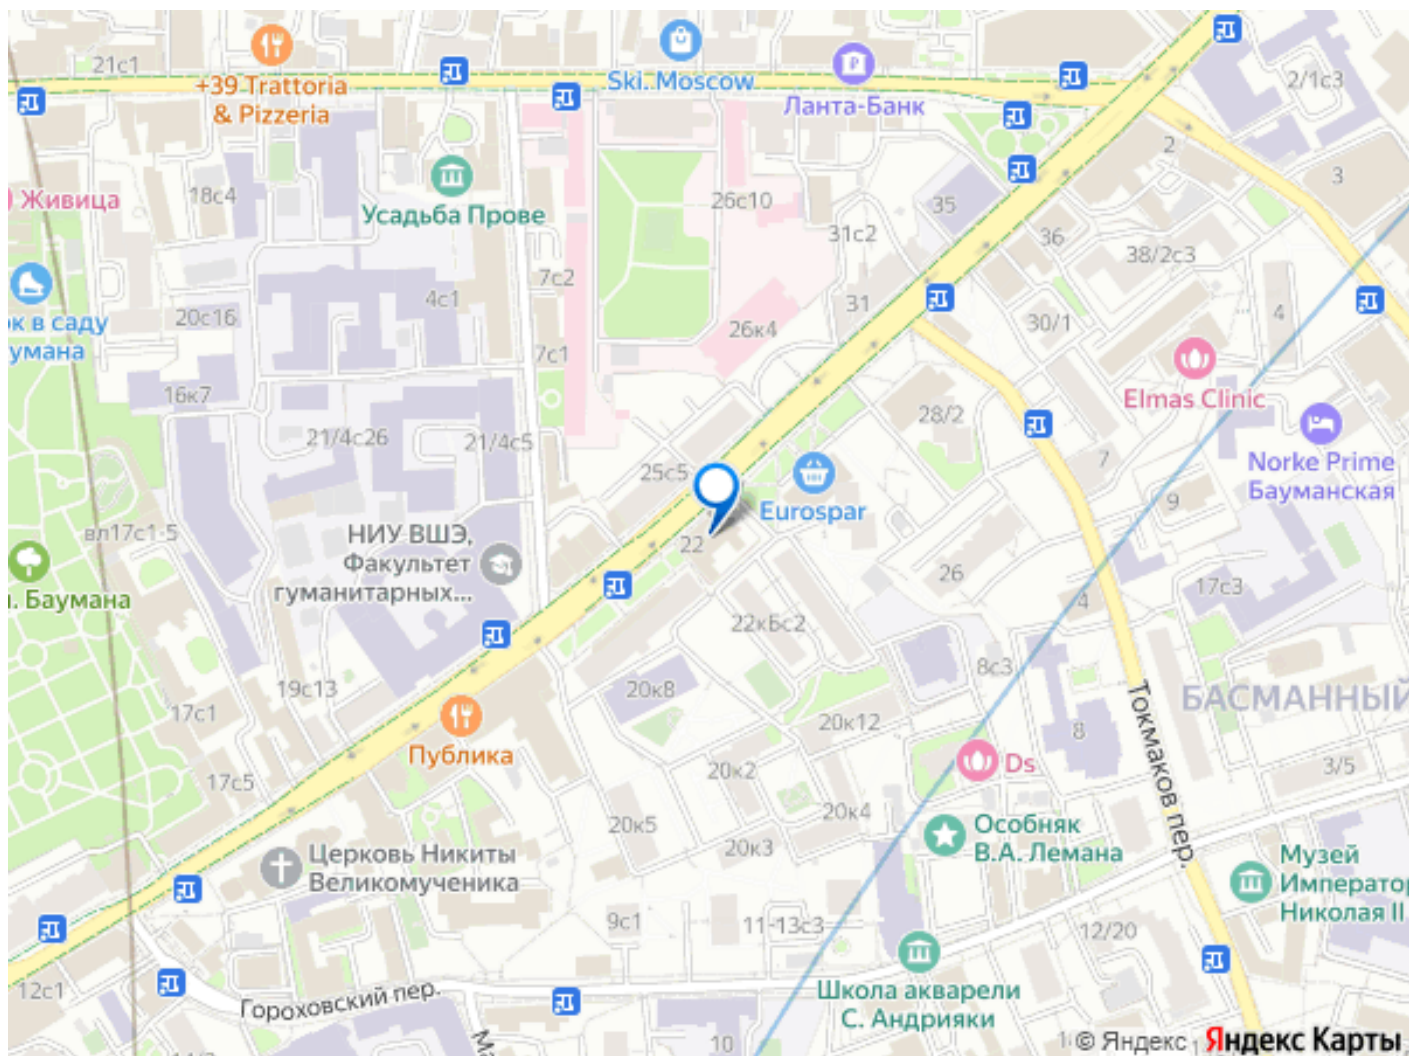 21с1
+39 Trattoria
& Pizzeria
Ski. Moscow
Ланта-Банк
2/1с3
2
3
Живица
18с4
Усадьба Прове
26с10
35
31с2
36
38/2с3
7с2
4с1
20с16
ок в саду
умана
31
30/1
4
26к4
7с1
Elmas Clinic
16к7
28/2
21/4с26
21/4с5
25с5
7
Norke Prime
Бауманская
Eurospar
9
вл17с1-5
НИУ ВШЭ,
Факультет
гуманитарных...
22
26
17с3
4
. Баумана
22кБс2
8с3
19с13
20к8
БАСМАННЫЙ
17с1
20к12
8
Токмаков пер.
Публика
17с5
20к2
Ds
3/5
20к5
20к4
Особняк
В.А. Лемана
20к3
Церковь Никиты
Великомученика
Музей
Император
Николая II
9с1
11-13с3
12/20
12с1
Гороховский пер.
Школа акварели
С. Андрияки
10
© Яндекс
Яндекс Карты